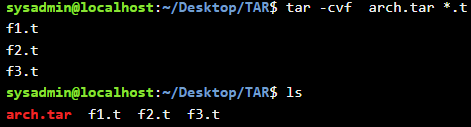 sysadmin@localhost:~/Desktop/TAR$ tar -cvf  arch.tar *.t
f1.t
f2.t
f3.t
sysadmin@localhost:~/Desktop/TAR$ ls
arch.tar  f1.t  f2.t  f3.t